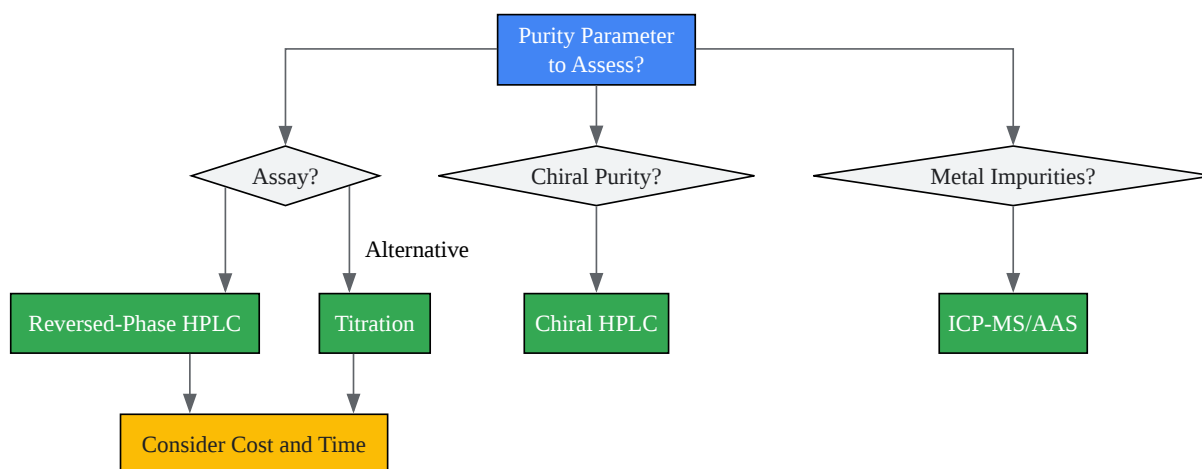 Purity Parameter
to Assess?
Assay?
Chiral Purity?
Metal Impurities?
Alternative
Reversed-Phase HPLC
Titration
Chiral HPLC
ICP-MS/AAS
Consider Cost and Time